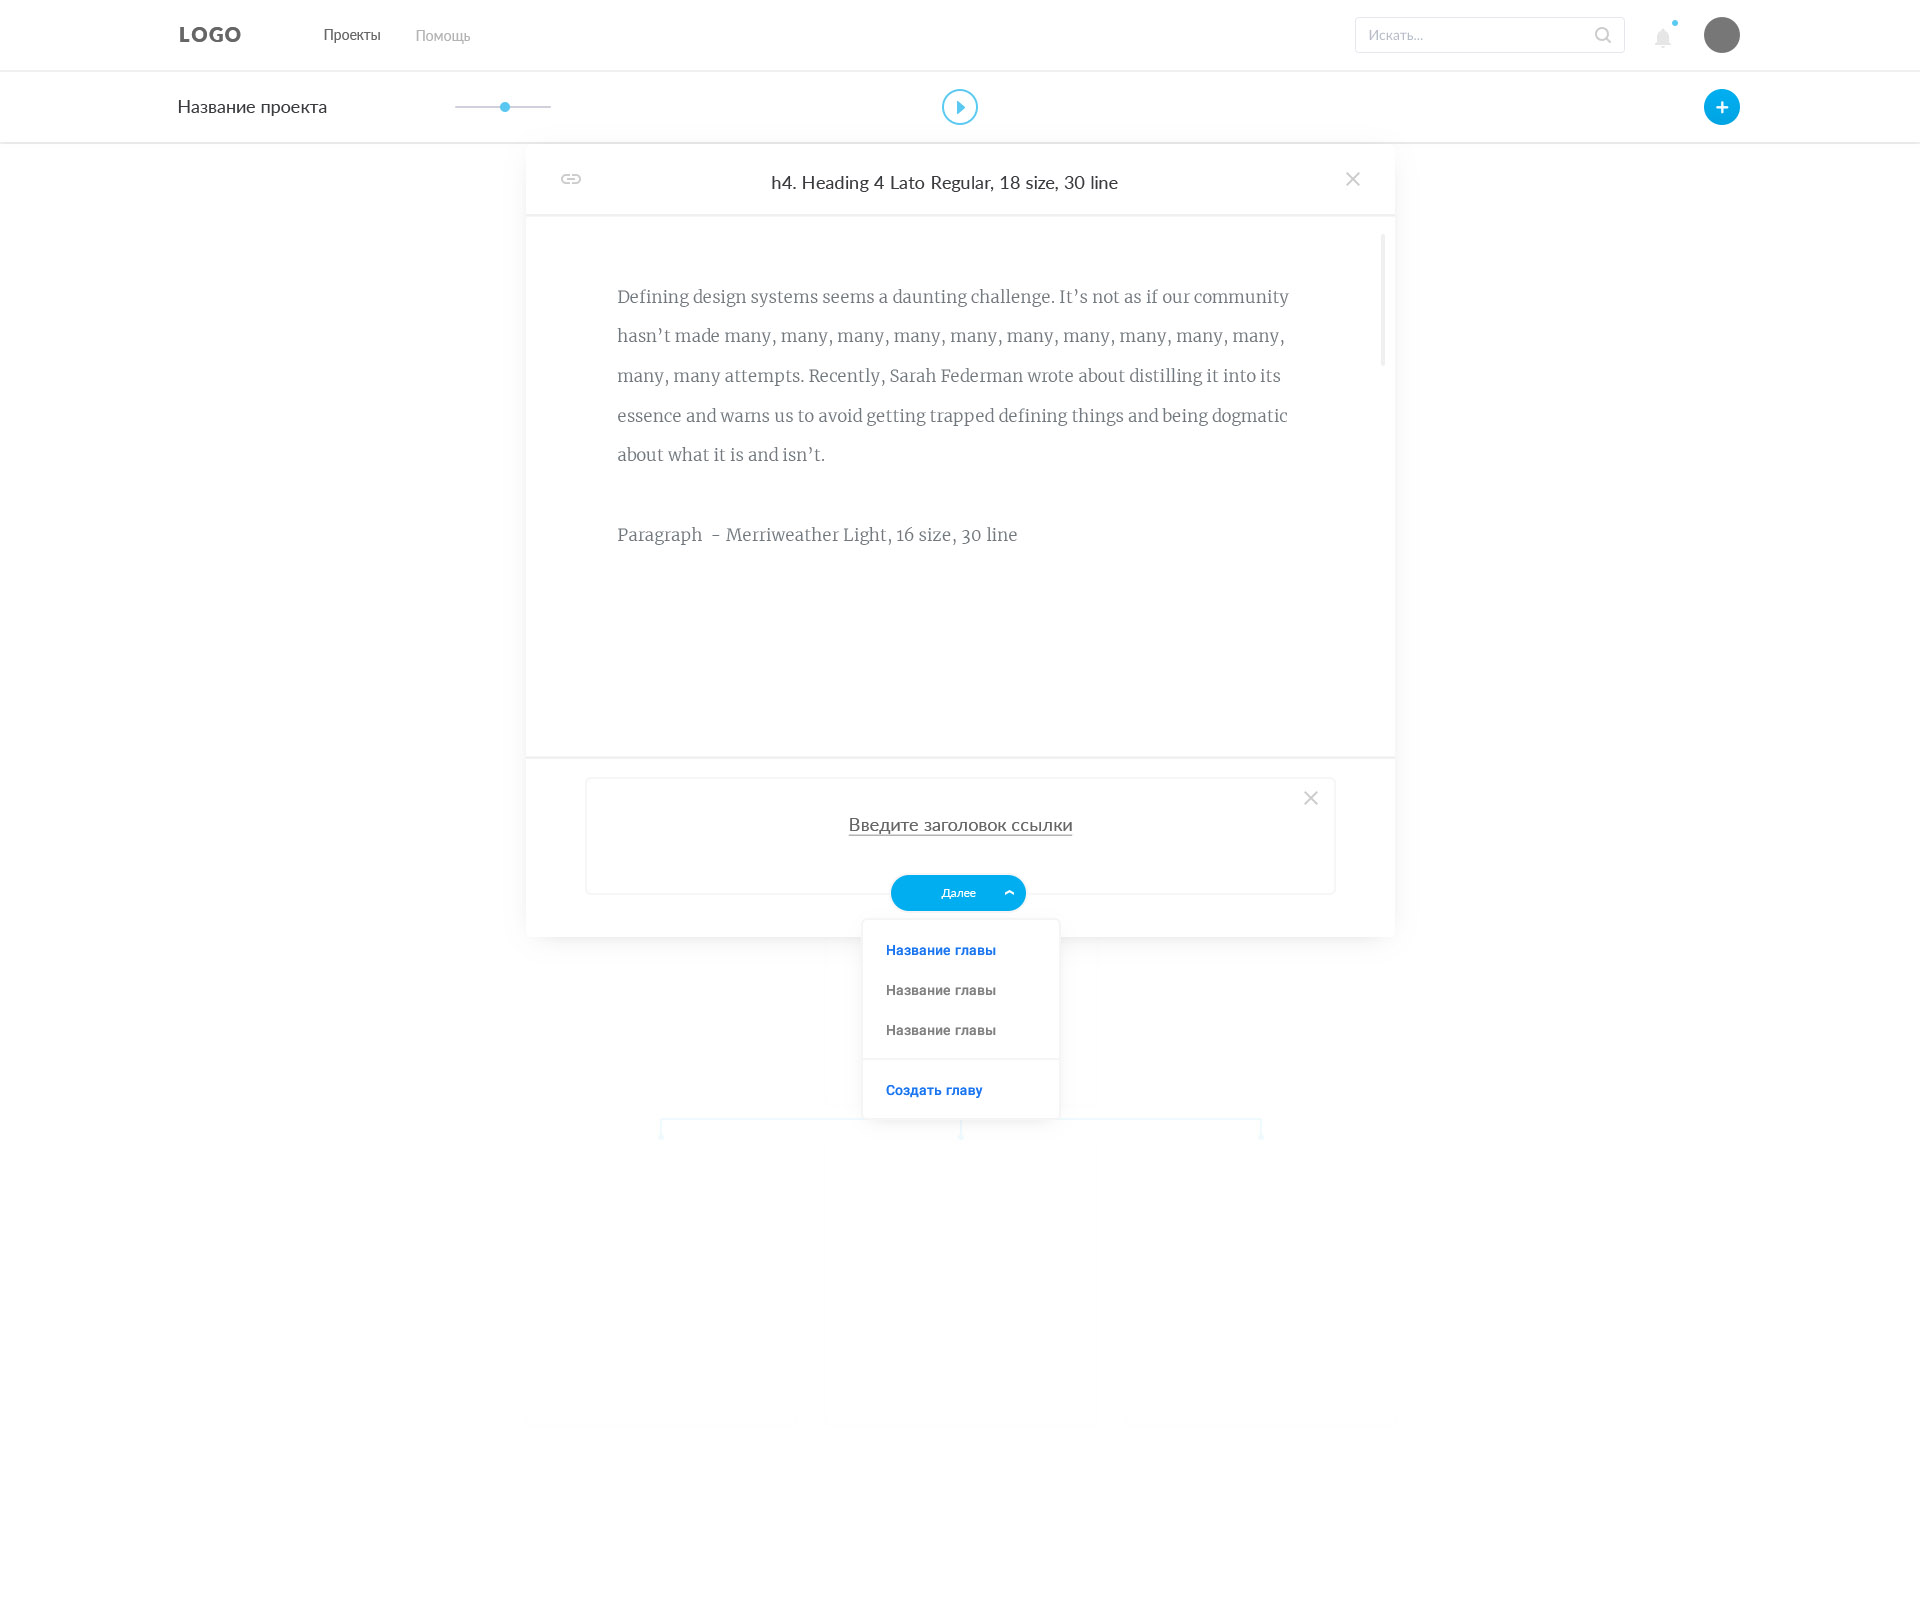 LOGO
Проекты
Помощь
Искать...
Название проекта
h4. Heading 4 Lato Regular, 18 size, 30 line
Defining design systems seems a daunting challenge. It’s not as if our community
hasn’t made many, many, many, many, many, many, many, many, many, many,
many, many attempts. Recently, Sarah Federman wrote about distilling it into its
essence and warns us to avoid getting trapped defining things and being dogmatic
about what it is and isn’t.
Paragraph - Merriweather Light, 16 size, 30 line
Введите заголовок ссылки
Далее
Название главы
Название главы
Название главы
Создать главу